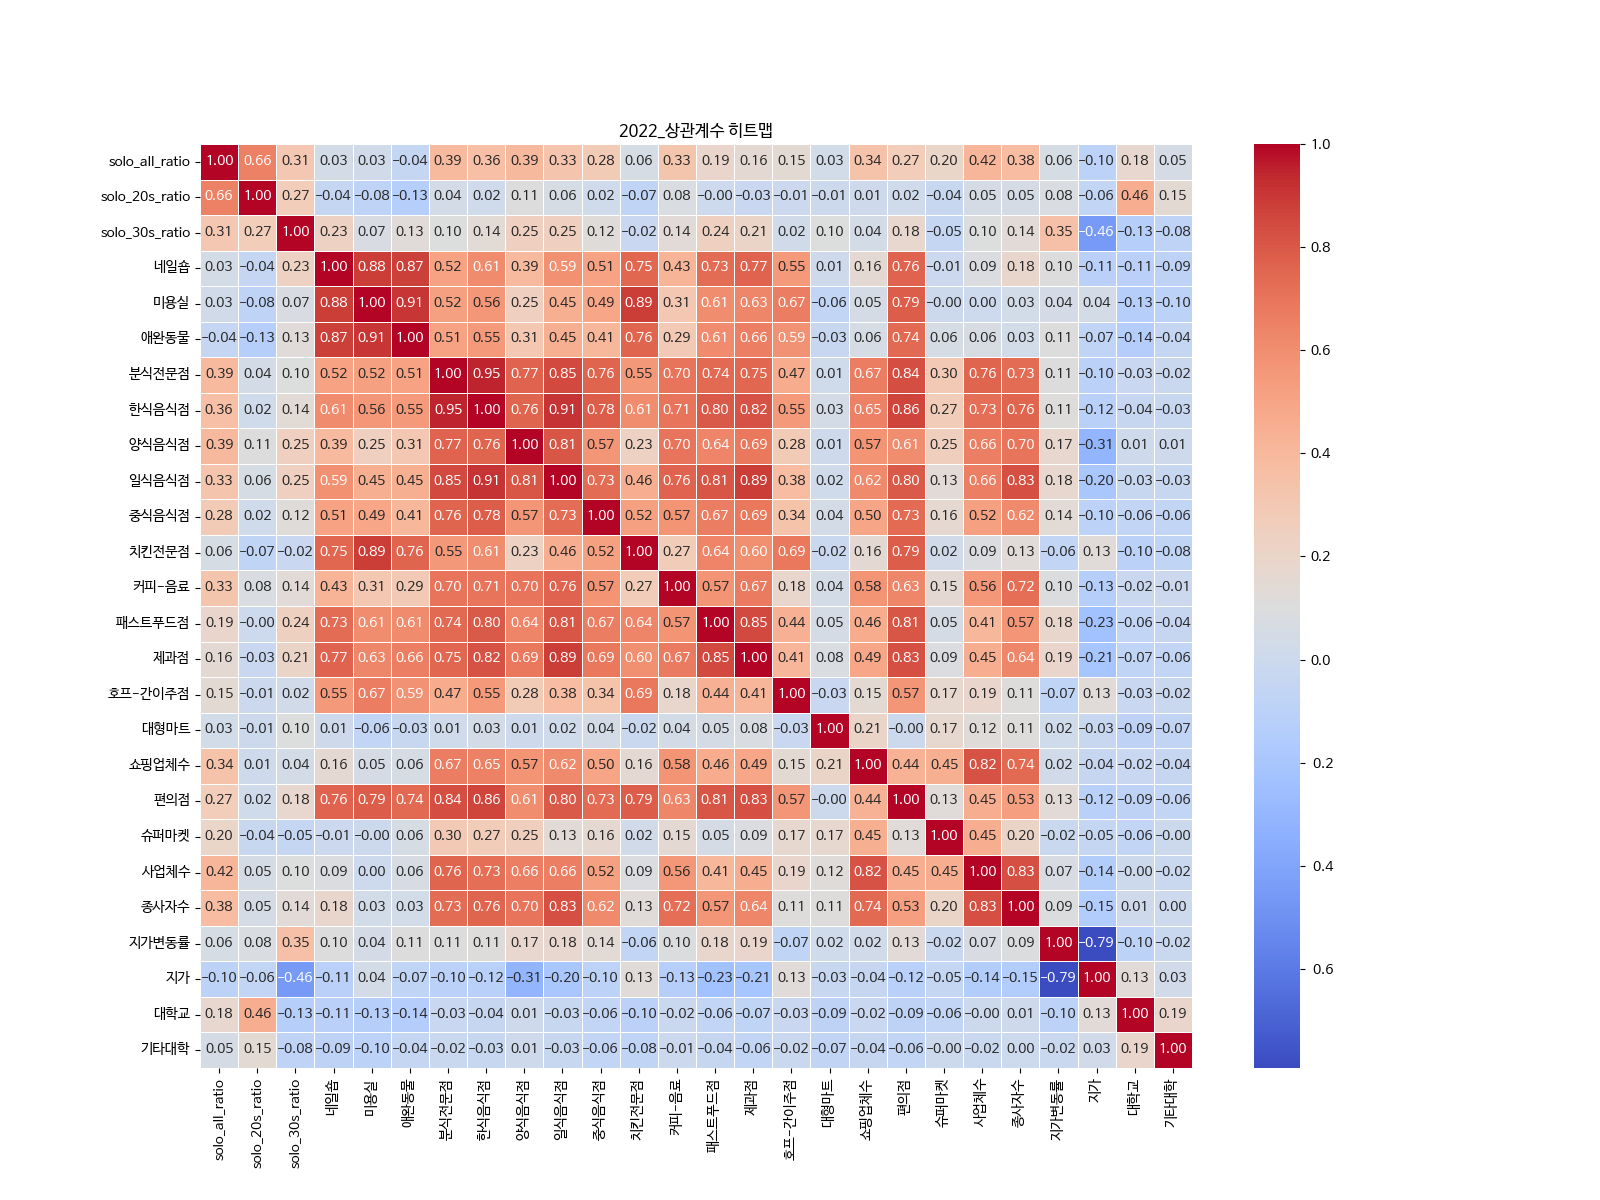 2022_상관계수 히트맵
solo_all_ratio 1.00 0.66 0.31 0.03 0.03 −0.04 0.39 0.36 0.39 0.33 0.28 0.06 0.33 0.19 0.16 0.15 0.03 0.34 0.27 0.20 0.42 0.38 0.06 −0.10 0.18 0.05
solo_20s_ratio 0.66 1.00 0.27 −0.04 −0.08 −0.13 0.04 0.02 0.11 0.06 0.02 −0.07 0.08 −0.00 −0.03 −0.01 −0.01 0.01 0.02 −0.04 0.05 0.05 0.08 −0.06 0.46 0.15
solo_30s_ratio 0.31 0.27 1.00 0.23 0.07 0.13 0.10 0.14 0.25 0.25 0.12 −0.02 0.14 0.24 0.21 0.02 0.10 0.04 0.18 −0.05 0.10 0.14 0.35 −0.46 −0.13 −0.08
네일숍 0.03 −0.04 0.23 1.00 0.88 0.87 0.52 0.61 0.39 0.59 0.51 0.75 0.43 0.73 0.77 0.55 0.01 0.16 0.76 −0.01 0.09 0.18 0.10 −0.11 −0.11 −0.09
미용실 0.03 −0.08 0.07 0.88 1.00 0.91 0.52 0.56 0.25 0.45 0.49 0.89 0.31 0.61 0.63 0.67 −0.06 0.05 0.79 −0.00 0.00 0.03 0.04 0.04 −0.13 −0.10
애완동물 −0.04 −0.13 0.13 0.87 0.91 1.00 0.51 0.55 0.31 0.45 0.41 0.76 0.29 0.61 0.66 0.59 −0.03 0.06 0.74 0.06 0.06 0.03 0.11 −0.07 −0.14 −0.04
분식전문점 0.39 0.04 0.10 0.52 0.52 0.51 1.00 0.95 0.77 0.85 0.76 0.55 0.70 0.74 0.75 0.47 0.01 0.67 0.84 0.30 0.76 0.73 0.11 −0.10 −0.03 −0.02
한식음식점 0.36 0.02 0.14 0.61 0.56 0.55 0.95 1.00 0.76 0.91 0.78 0.61 0.71 0.80 0.82 0.55 0.03 0.65 0.86 0.27 0.73 0.76 0.11 −0.12 −0.04 −0.03
양식음식점 0.39 0.11 0.25 0.39 0.25 0.31 0.77 0.76 1.00 0.81 0.57 0.23 0.70 0.64 0.69 0.28 0.01 0.57 0.61 0.25 0.66 0.70 0.17 −0.31 0.01 0.01
일식음식점 0.33 0.06 0.25 0.59 0.45 0.45 0.85 0.91 0.81 1.00 0.73 0.46 0.76 0.81 0.89 0.38 0.02 0.62 0.80 0.13 0.66 0.83 0.18 −0.20 −0.03 −0.03
중식음식점 0.28 0.02 0.12 0.51 0.49 0.41 0.76 0.78 0.57 0.73 1.00 0.52 0.57 0.67 0.69 0.34 0.04 0.50 0.73 0.16 0.52 0.62 0.14 −0.10 −0.06 −0.06
치킨전문점 0.06 −0.07 −0.02 0.75 0.89 0.76 0.55 0.61 0.23 0.46 0.52 1.00 0.27 0.64 0.60 0.69 −0.02 0.16 0.79 0.02 0.09 0.13 −0.06 0.13 −0.10 −0.08
커피-음료 0.33 0.08 0.14 0.43 0.31 0.29 0.70 0.71 0.70 0.76 0.57 0.27 1.00 0.57 0.67 0.18 0.04 0.58 0.63 0.15 0.56 0.72 0.10 −0.13 −0.02 −0.01
패스트푸드점 0.19 −0.00 0.24 0.73 0.61 0.61 0.74 0.80 0.64 0.81 0.67 0.64 0.57 1.00 0.85 0.44 0.05 0.46 0.81 0.05 0.41 0.57 0.18 −0.23 −0.06 −0.04
제과점 0.16 −0.03 0.21 0.77 0.63 0.66 0.75 0.82 0.69 0.89 0.69 0.60 0.67 0.85 1.00 0.41 0.08 0.49 0.83 0.09 0.45 0.64 0.19 −0.21 −0.07 −0.06
호프-간이주점 0.15 −0.01 0.02 0.55 0.67 0.59 0.47 0.55 0.28 0.38 0.34 0.69 0.18 0.44 0.41 1.00 −0.03 0.15 0.57 0.17 0.19 0.11 −0.07 0.13 −0.03 −0.02
대형마트 0.03 −0.01 0.10 0.01 −0.06 −0.03 0.01 0.03 0.01 0.02 0.04 −0.02 0.04 0.05 0.08 −0.03 1.00 0.21 −0.00 0.17 0.12 0.11 0.02 −0.03 −0.09 −0.07
쇼핑업체수 0.34 0.01 0.04 0.16 0.05 0.06 0.67 0.65 0.57 0.62 0.50 0.16 0.58 0.46 0.49 0.15 0.21 1.00 0.44 0.45 0.82 0.74 0.02 −0.04 −0.02 −0.04
편의점 0.27 0.02 0.18 0.76 0.79 0.74 0.84 0.86 0.61 0.80 0.73 0.79 0.63 0.81 0.83 0.57 −0.00 0.44 1.00 0.13 0.45 0.53 0.13 −0.12 −0.09 −0.06
슈퍼마켓 0.20 −0.04 −0.05 −0.01 −0.00 0.06 0.30 0.27 0.25 0.13 0.16 0.02 0.15 0.05 0.09 0.17 0.17 0.45 0.13 1.00 0.45 0.20 −0.02 −0.05 −0.06 −0.00
사업체수 0.42 0.05 0.10 0.09 0.00 0.06 0.76 0.73 0.66 0.66 0.52 0.09 0.56 0.41 0.45 0.19 0.12 0.82 0.45 0.45 1.00 0.83 0.07 −0.14 −0.00 −0.02
종사자수 0.38 0.05 0.14 0.18 0.03 0.03 0.73 0.76 0.70 0.83 0.62 0.13 0.72 0.57 0.64 0.11 0.11 0.74 0.53 0.20 0.83 1.00 0.09 −0.15 0.01 0.00
지가변동률 0.06 0.08 0.35 0.10 0.04 0.11 0.11 0.11 0.17 0.18 0.14 −0.06 0.10 0.18 0.19 −0.07 0.02 0.02 0.13 −0.02 0.07 0.09 1.00 −0.79 −0.10 −0.02
지가 −0.10 −0.06 −0.46 −0.11 0.04 −0.07 −0.10 −0.12 −0.31 −0.20 −0.10 0.13 −0.13 −0.23 −0.21 0.13 −0.03 −0.04 −0.12 −0.05 −0.14 −0.15 −0.79 1.00 0.13 0.03
대학교 0.18 0.46 −0.13 −0.11 −0.13 −0.14 −0.03 −0.04 0.01 −0.03 −0.06 −0.10 −0.02 −0.06 −0.07 −0.03 −0.09 −0.02 −0.09 −0.06 −0.00 0.01 −0.10 0.13 1.00 0.19
기타대학 0.05 0.15 −0.08 −0.09 −0.10 −0.04 −0.02 −0.03 0.01 −0.03 −0.06 −0.08 −0.01 −0.04 −0.06 −0.02 −0.07 −0.04 −0.06 −0.00 −0.02 0.00 −0.02 0.03 0.19 1.00
solo_all_ratio
solo_20s_ratio
solo_30s_ratio
네일숍
미용실
애완동물
분식전문점
한식음식점
양식음식점
일식음식점
중식음식점
치킨전문점
커피-음료
패스트푸드점
제과점
호프-간이주점
대형마트
쇼핑업체수
편의점
슈퍼마켓
사업체수
종사자수
지가변동률
지가
대학교
기타대학
1.0
0.8
0.6
0.4
0.2
0.0
0.2
0.4
0.6